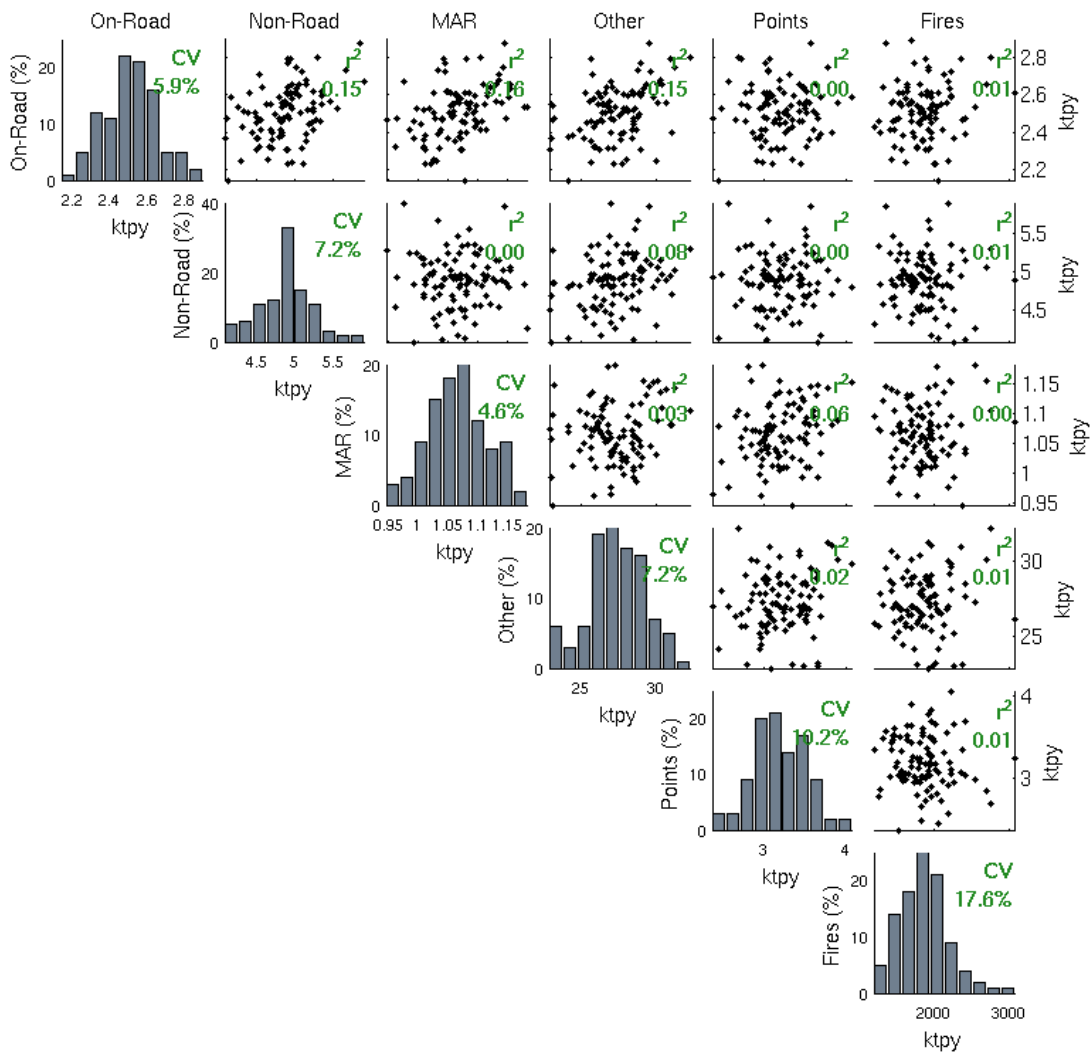 On-Road Non-Road MAR Other Points Fires
On-Road (%)
20
10
0
2.2 2.4 2.6 2.8
ktpy
CV
5.9%
r2
0.15
r2
0.16
r2
0.15
r2
0.00
r2
0.01
2.8
2.6
2.4
2.2
ktpy
Non-Road (%)
40
20
0
4.5 5 5.5
ktpy
CV
7.2%
r2
0.00
r2
0.08
r2
0.00
r2
0.01
5.5
5
4.5
ktpy
MAR (%)
20
10
0
0.95 1 1.05 1.1 1.15
ktpy
CV
4.6%
r2
0.03
r2
0.06
r2
0.00
1.15
1.1
1.05
1
0.95
ktpy
Other (%)
20
10
0
25 30
ktpy
CV
7.2%
r2
0.02
r2
0.01
30
25
ktpy
Points (%)
20
10
0
3 4
ktpy
CV
10.2%
r2
0.01
4
3
ktpy
Fires (%)
20
10
0
2000 3000
ktpy
CV
17.6%